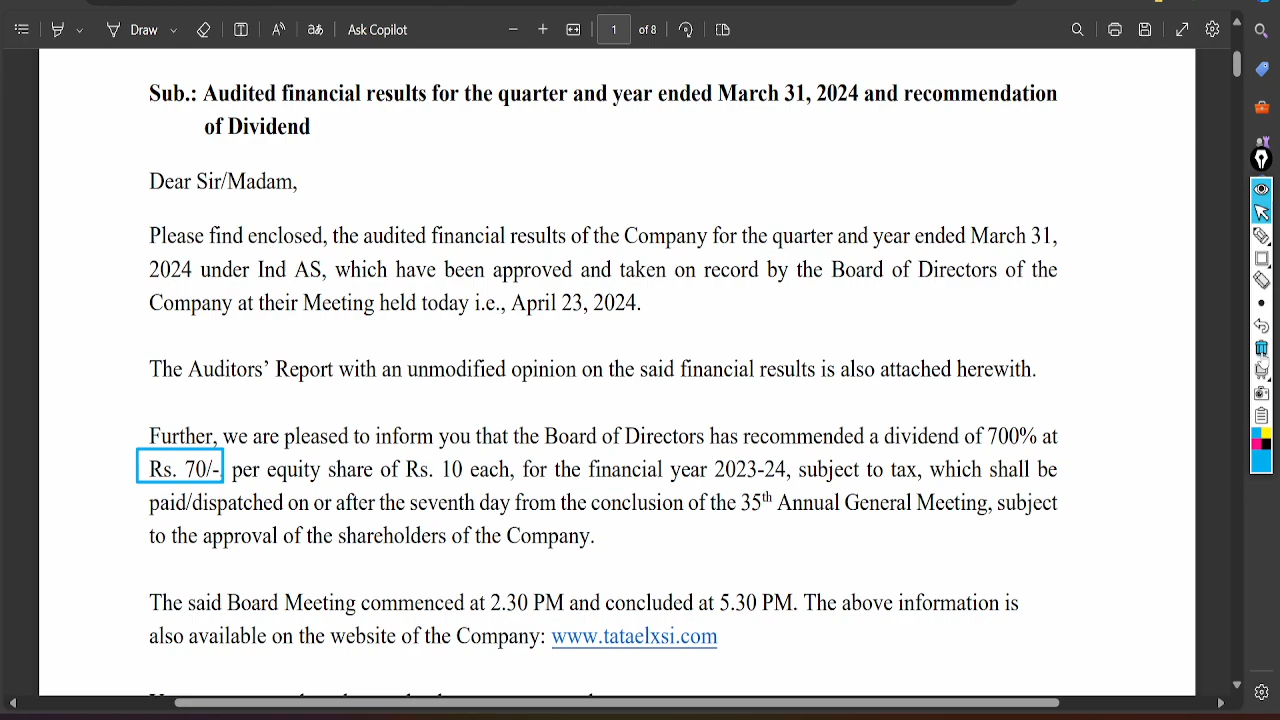 Draw
Ask Copilot
1 of 8
Sub.: Audited financial results for the quarter and year ended March 31, 2024 and recommendation
of Dividend
Dear Sir/Madam,
Please find enclosed, the audited financial results of the Company for the quarter and year ended March 31,
2024 under Ind AS, which have been approved and taken on record by the Board of Directors of the
Company at their Meeting held today i.e., April 23, 2024.
The Auditors’ Report with an unmodified opinion on the said financial results is also attached herewith.
Further, we are pleased to inform you that the Board of Directors has recommended a dividend of 700% at
Rs. 70/- per equity share of Rs. 10 each, for the financial year 2023-24, subject to tax, which shall be
paid/dispatched on or after the seventh day from the conclusion of the 35th Annual General Meeting, subject
to the approval of the shareholders of the Company.
The said Board Meeting commenced at 2.30 PM and concluded at 5.30 PM. The above information is
also available on the website of the Company: www.tataelxsi.com